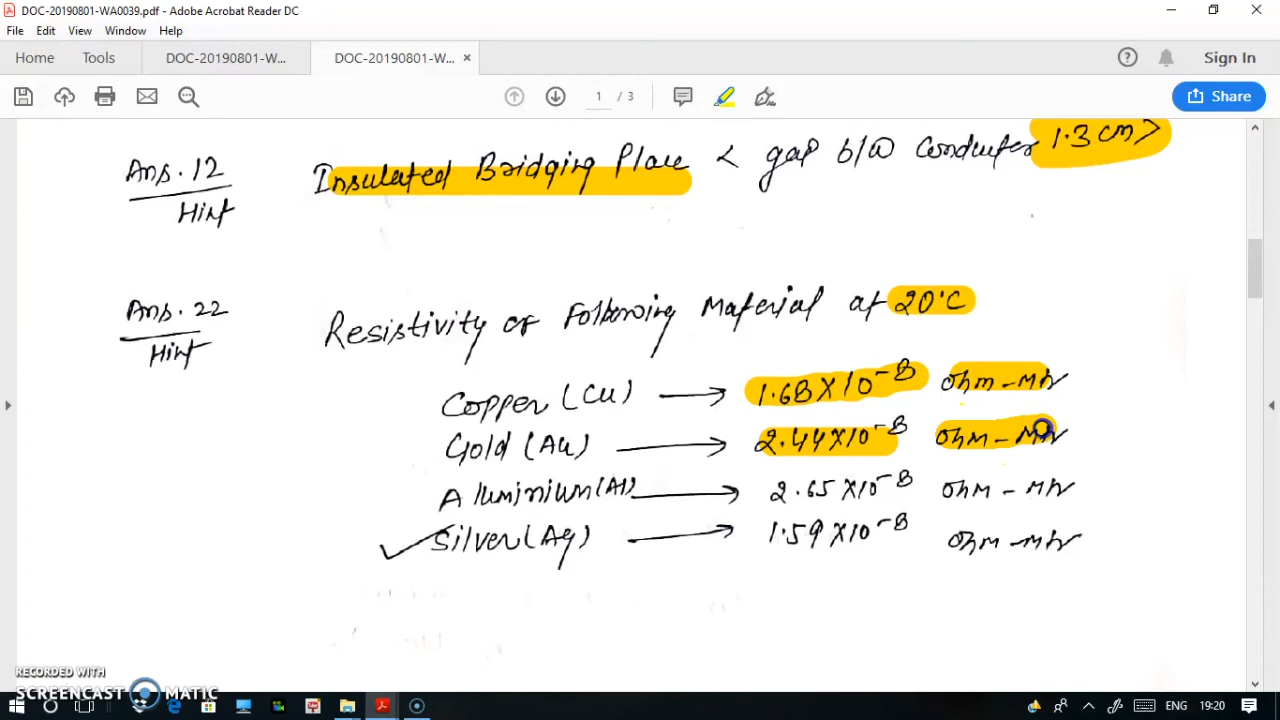 DOC-20190801-WA0039.pdf - Adobe Acrobat Reader DC
File Edit View Window Help
Home Tools DOC-20190801-W... DOC-20190801-W... ×
Sign In
1 / 3
Share
Ans. 12
Hint
Insulated Bridging Plate < gap b/w Conductor 1.3 cm >
Ans. 22
Hint
Resistivity of Following Material at 20°C
Copper (Cu) → 1.68 X 10⁻⁸ ohm - Mtr
Gold (Au) → 2.44 X 10⁻⁸ ohm - Mtr
Aluminium (Al) → 2.65 X 10⁻⁸ ohm - Mtr
✓ Silver (Ag) → 1.59 X 10⁻⁸ ohm - Mtr
RECORDED WITH
SCREENCAST MATIC
ENG 19:20